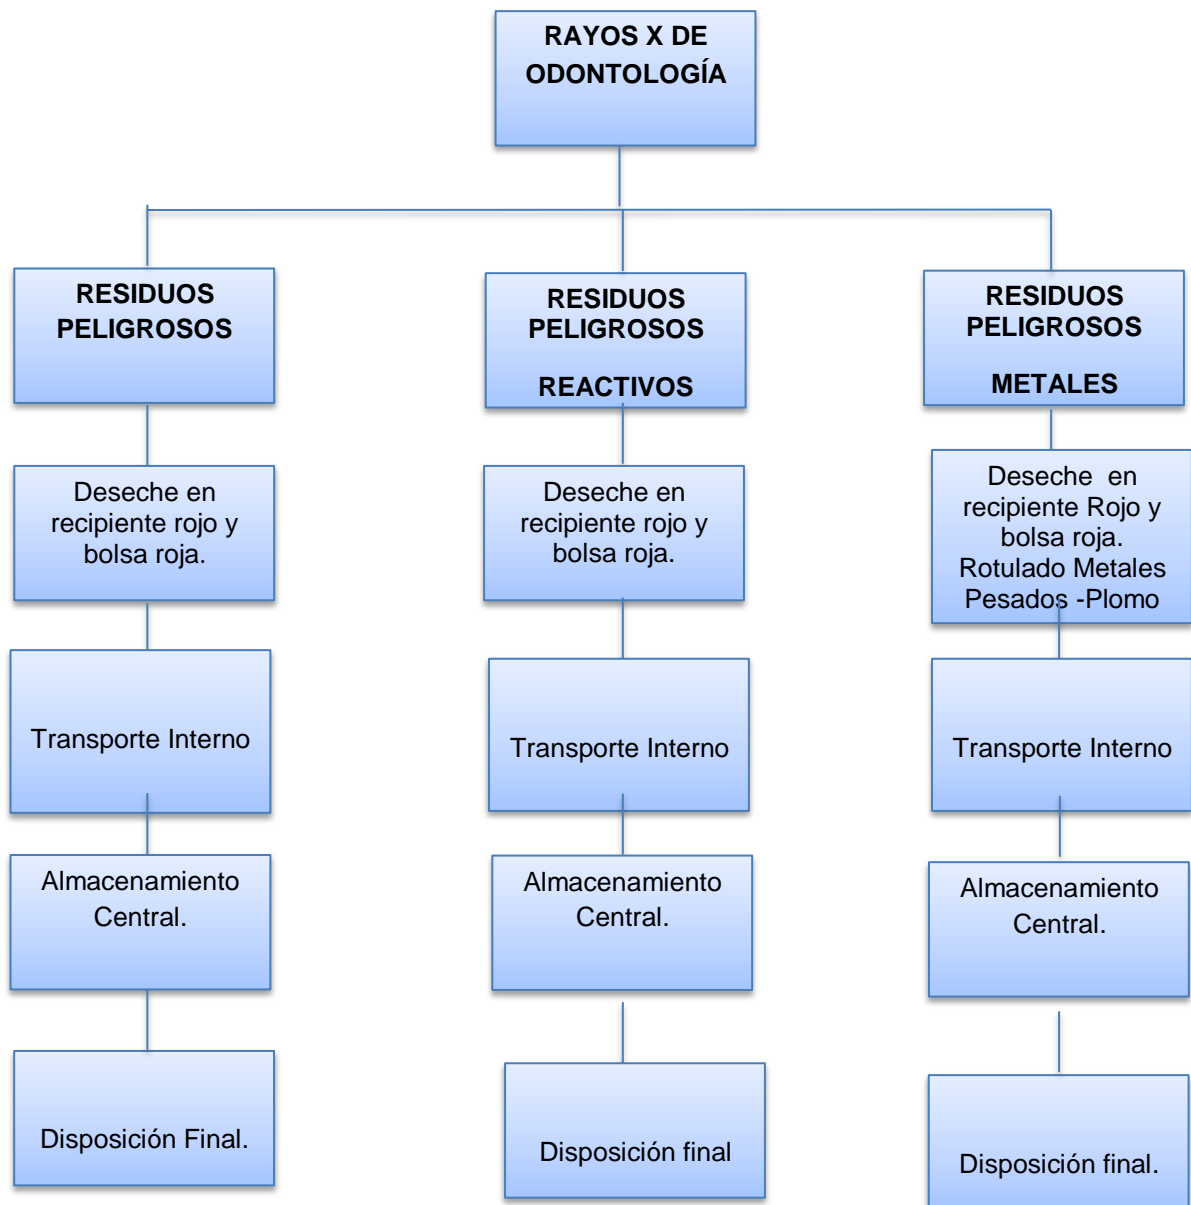 RAYOS X DE
ODONTOLOGÍA
RESIDUOS
PELIGROSOS
RESIDUOS
PELIGROSOS
REACTIVOS
RESIDUOS
PELIGROSOS
METALES
Deseche en
recipiente rojo y
bolsa roja.
Deseche en
recipiente rojo y
bolsa roja.
Deseche en
recipiente Rojo y
bolsa roja.
Rotulado Metales
Pesados -Plomo
Transporte Interno
Transporte Interno
Transporte Interno
Almacenamiento
Central.
Almacenamiento
Central.
Almacenamiento
Central.
Disposición Final.
Disposición final
Disposición final.